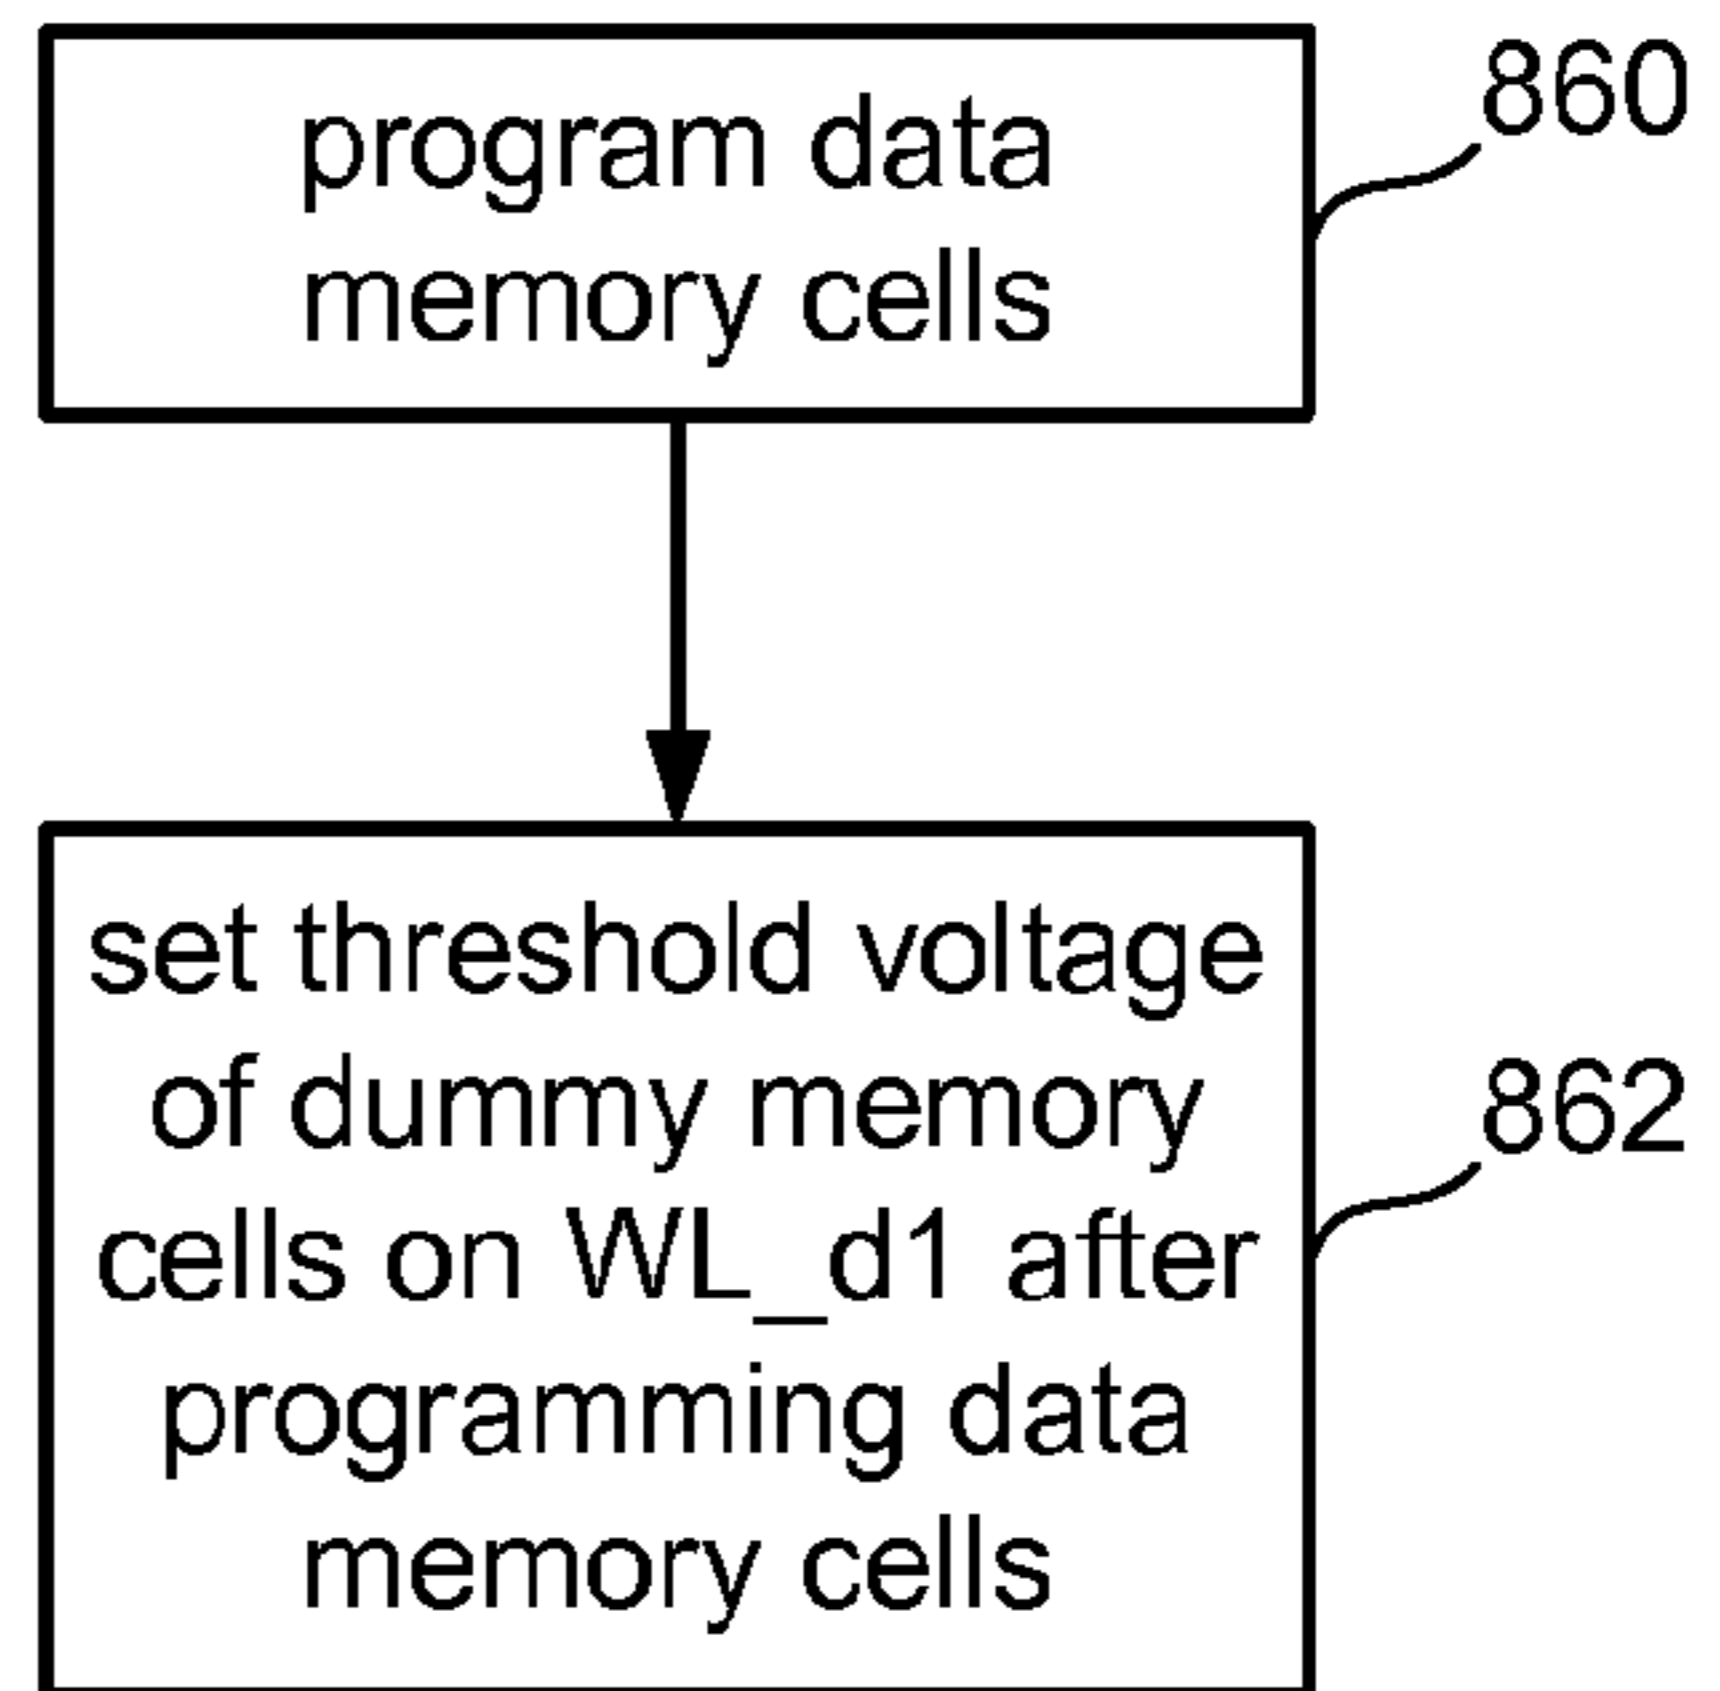 program data
memory cells
860
set threshold voltage
of dummy memory
cells on WL_d1 after
programming data
memory cells
862